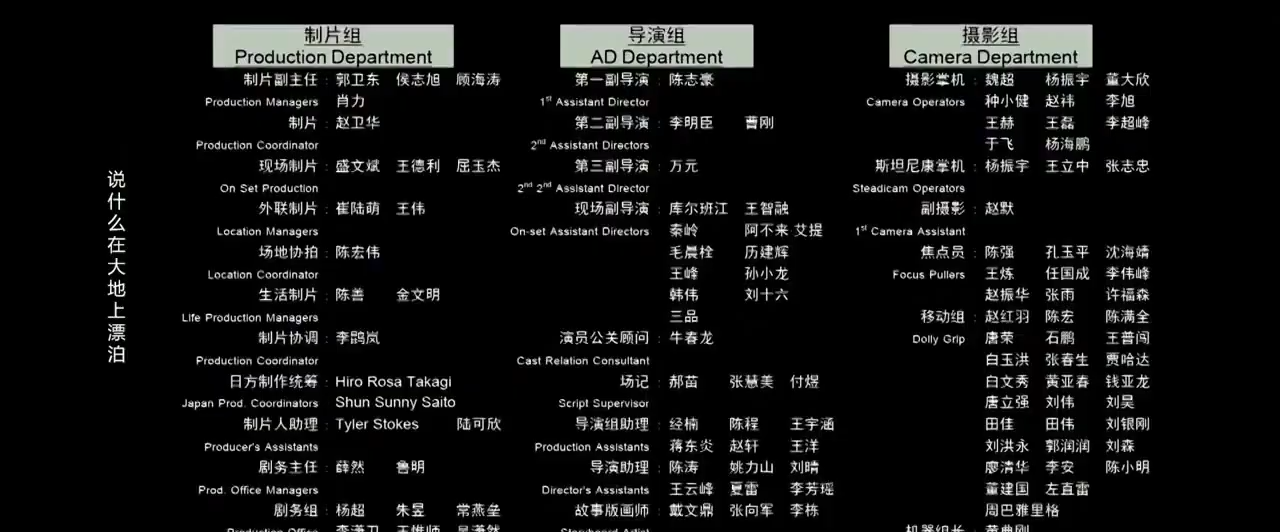 说什么在大地上漂泊
制片组
Production Department
制片副主任：郭卫东 侯志旭 顾海涛
Production Managers 肖力
制片：赵卫华
Production Coordinator
现场制片：盛文斌 王德利 屈玉杰
On Set Production
外联制片：崔陆萌 王伟
Location Managers
场地协拍：陈宏伟
Location Coordinator
生活制片：陈善 金文明
Life Production Managers
制片协调：李鹍岚
Production Coordinator
日方制作统筹：Hiro Rosa Takagi
Japan Prod. Coordinators Shun Sunny Saito
制片人助理：Tyler Stokes 陆可欣
Producer's Assistants
剧务主任：薛然 鲁明
Prod. Office Managers
剧务组：杨超 朱昱 常燕垒
Production Office
导演组
AD Department
第一副导演：陈志豪
1st Assistant Director
第二副导演：李明臣 曹刚
2nd Assistant Directors
第三副导演：万元
2nd 2nd Assistant Director
现场副导演：库尔班江 王智融
On-set Assistant Directors 秦岭 阿不来 艾提
毛晨栓 历建辉
王峰 孙小龙
韩伟 刘十六
三品
演员公关顾问：牛春龙
Cast Relation Consultant
场记：郝苗 张慧美 付煜
Script Supervisor
导演组助理：经楠 陈程 王宇涵
Production Assistants 蒋东炎 赵轩 王洋
导演助理：陈涛 姚力山 刘晴
Director's Assistants 王云峰 夏雷 李芳瑶
故事版画师：戴文鼎 张向军 李栋
Storyboard Artist
摄影组
Camera Department
摄影掌机：魏超 杨振宇 董大欣
Camera Operators 种小健 赵祎 李旭
王赫 王磊 李超峰
于飞 杨海鹏
斯坦尼康掌机：杨振宇 王立中 张志忠
Steadicam Operators
副摄影：赵默
1st Camera Assistant
焦点员：陈强 孔玉平 沈海靖
Focus Pullers 王炼 任国成 李伟峰
赵振华 张雨 许福森
移动组：赵红羽 陈宏 陈满全
Dolly Grip 唐荣 石鹏 王普闯
白玉洪 张春生 贾哈达
白文秀 黄亚春 钱亚龙
唐立强 刘伟 刘昊
田佳 田伟 刘银刚
刘洪永 郭润润 刘森
廖清华 李安 陈小明
董建国 左直雷
周巴雅里格